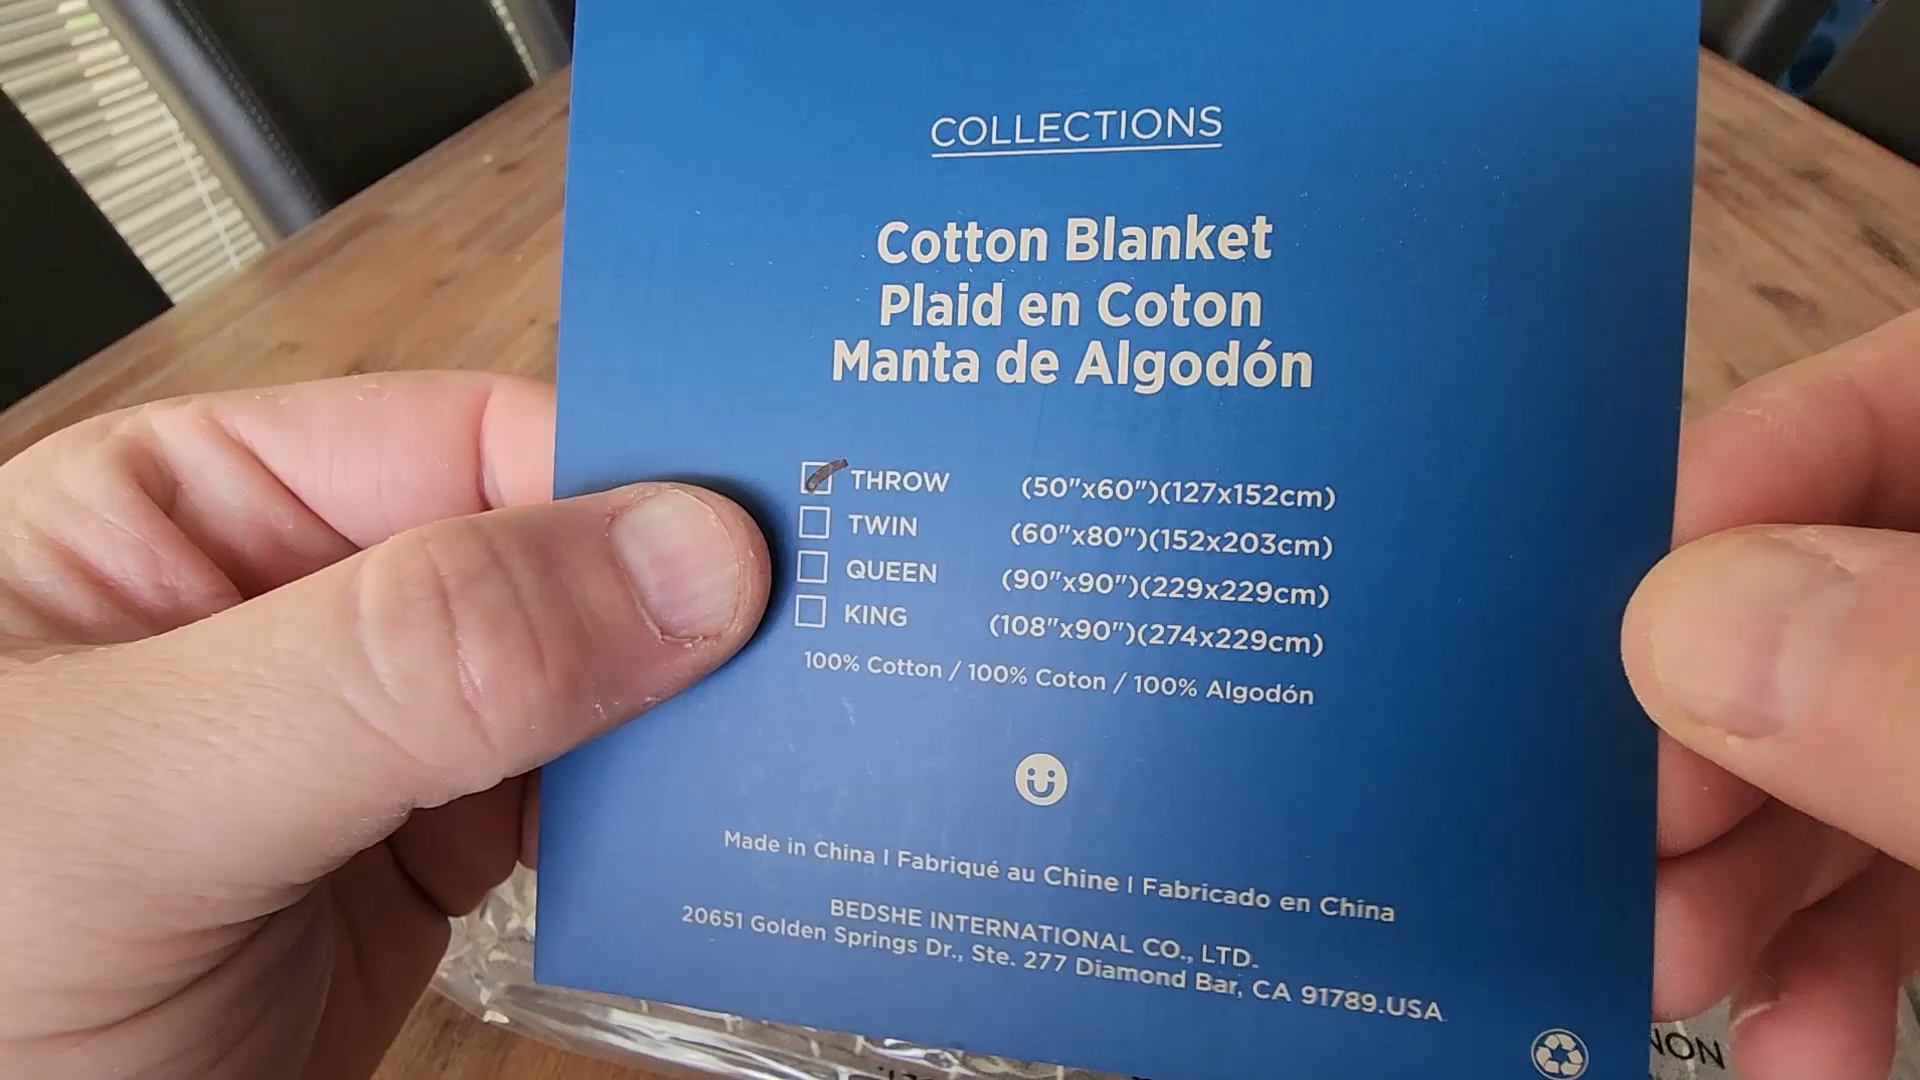 COLLECTIONS
Cotton Blanket
Plaid en Coton
Manta de Algodón
THROW (50"x60")(127x152cm)
TWIN (60"x80")(152x203cm)
QUEEN (90"x90")(229x229cm)
KING (108"x90")(274x229cm)
100% Cotton / 100% Coton / 100% Algodón
Made in China I Fabriqué au Chine I Fabricado en China
BEDSHE INTERNATIONAL CO., LTD.
20651 Golden Springs Dr., Ste. 277 Diamond Bar, CA 91789.USA
NON